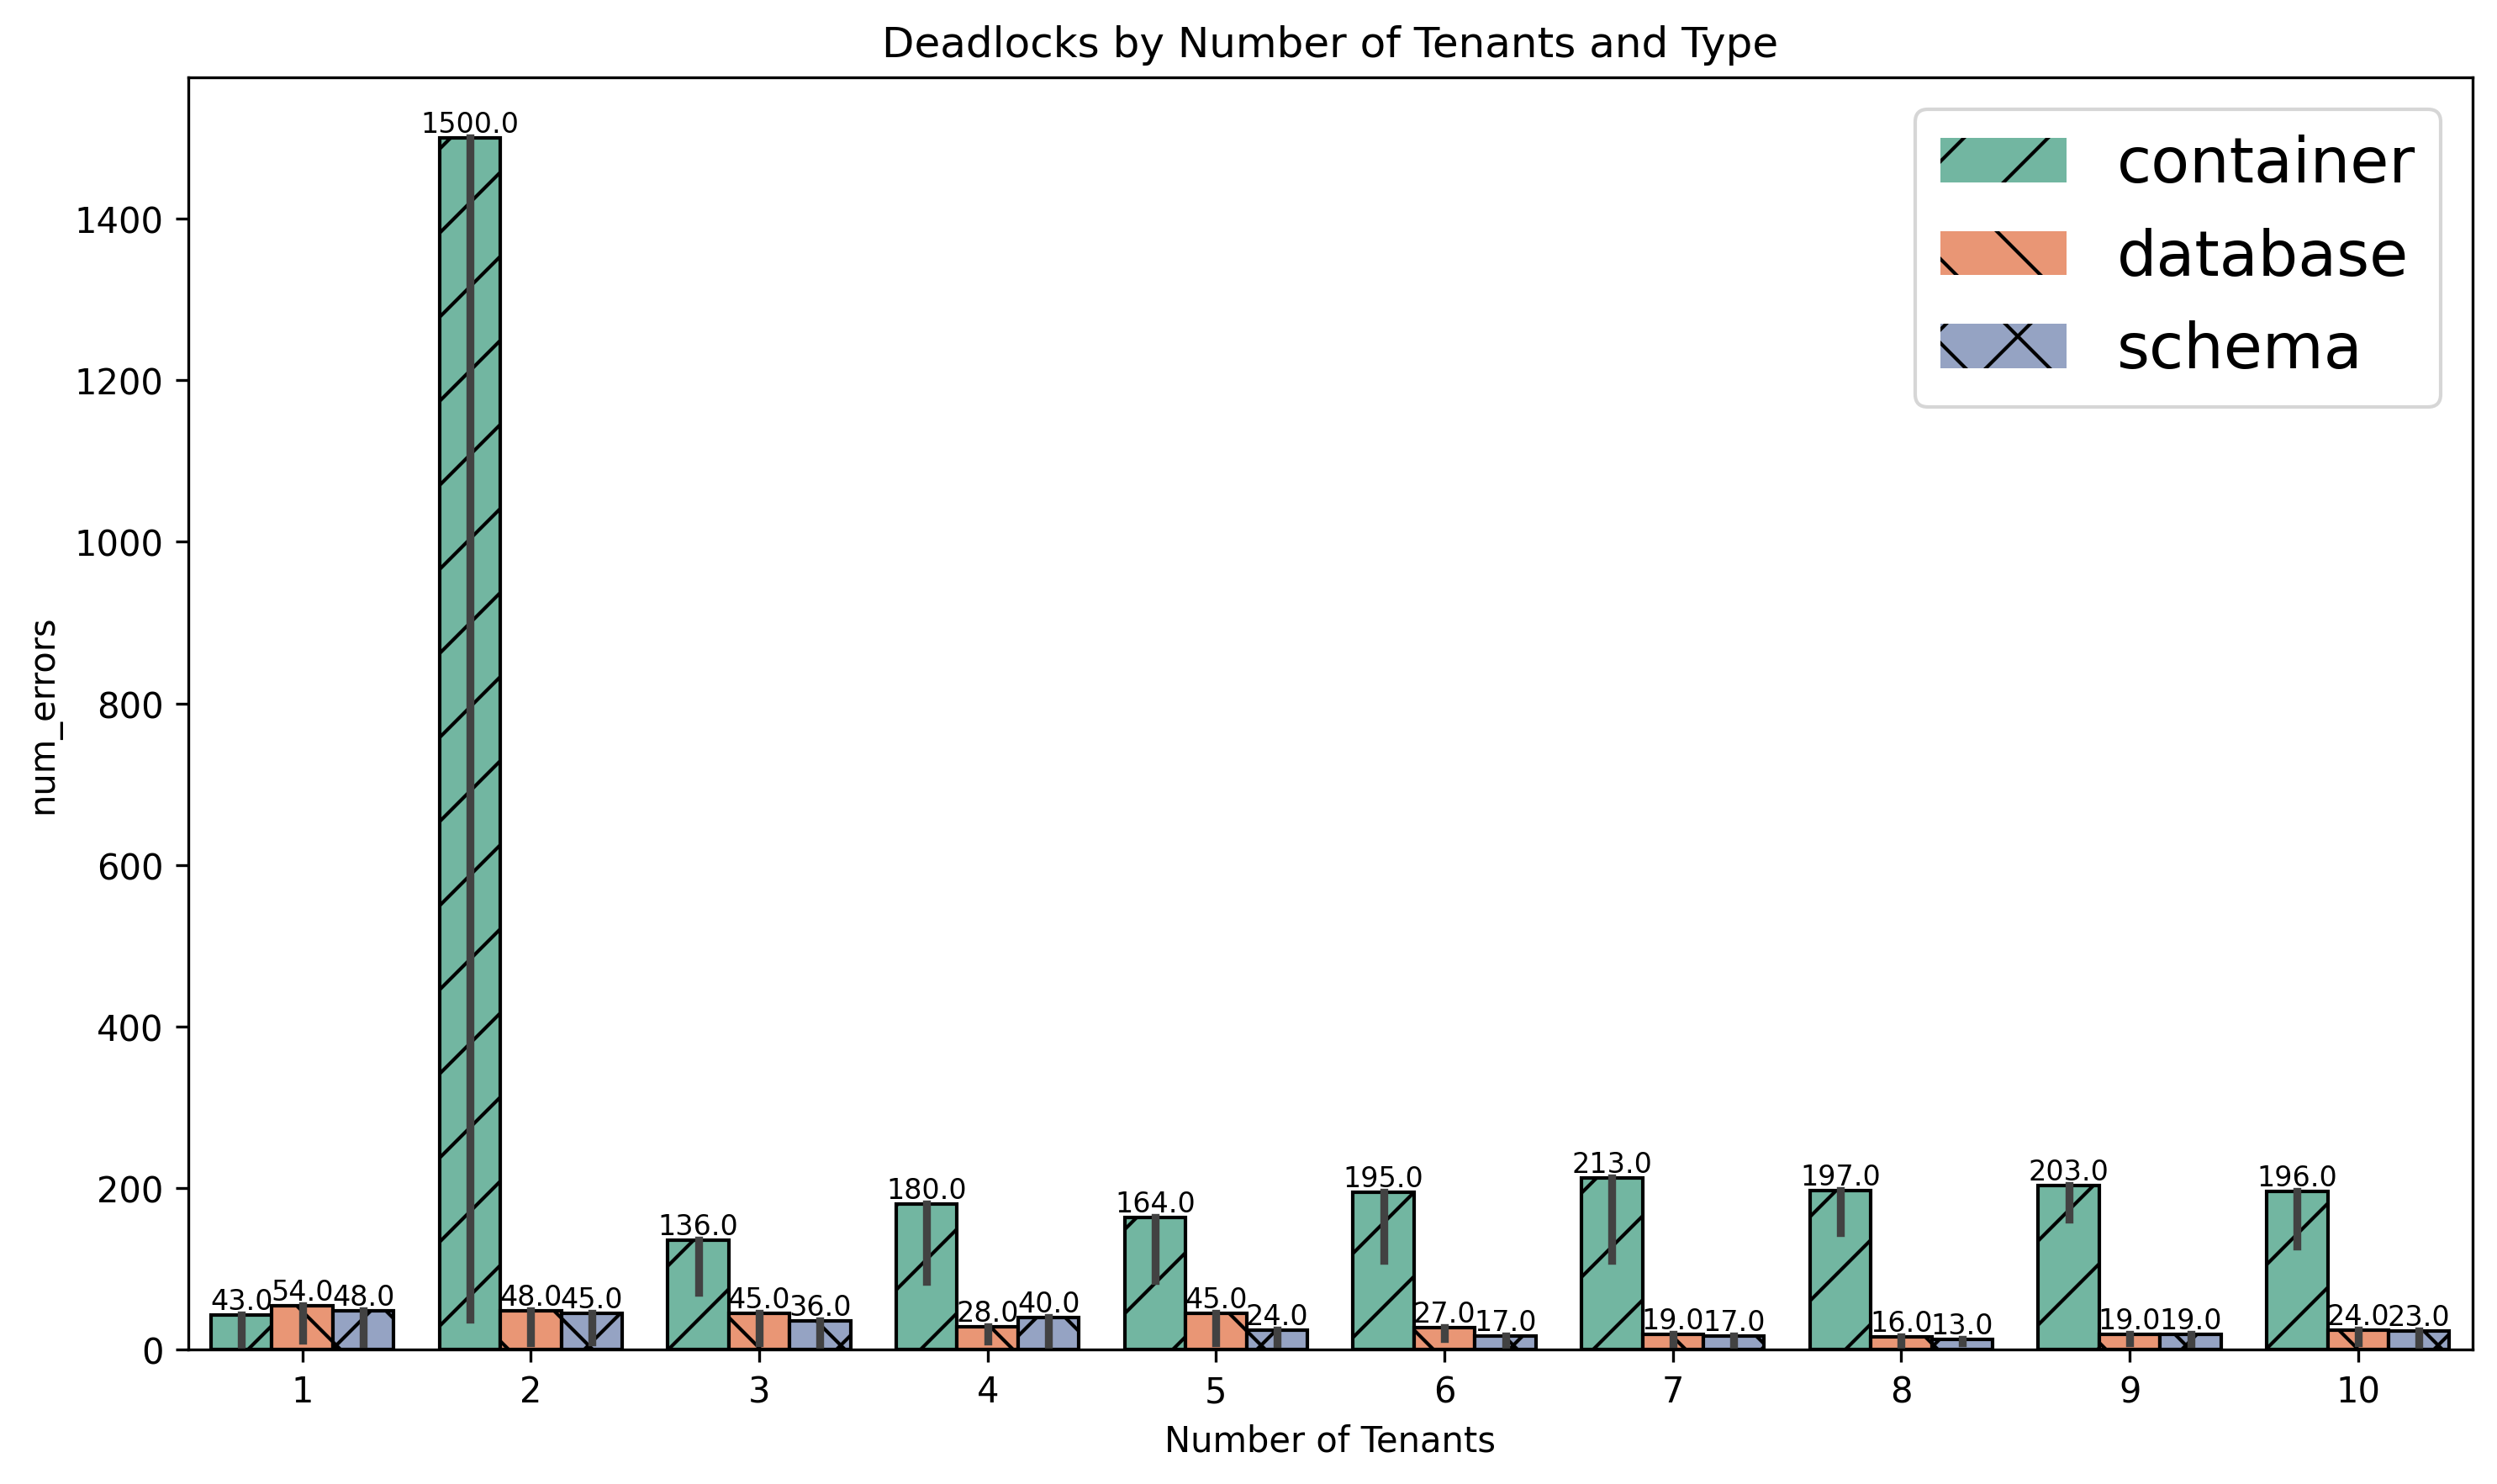 Deadlocks by Number of Tenants and Type
container
database
schema
num_errors
1400
1200
1000
800
600
400
200
0
43.0 54.0 48.0
1500.0 48.0 45.0
136.0 45.0 36.0
180.0 28.0 40.0
164.0 45.0 24.0
195.0 27.0 17.0
213.0 19.0 17.0
197.0 16.0 13.0
203.0 19.0 19.0
196.0 24.0 23.0
1 2 3 4 5 6 7 8 9 10
Number of Tenants